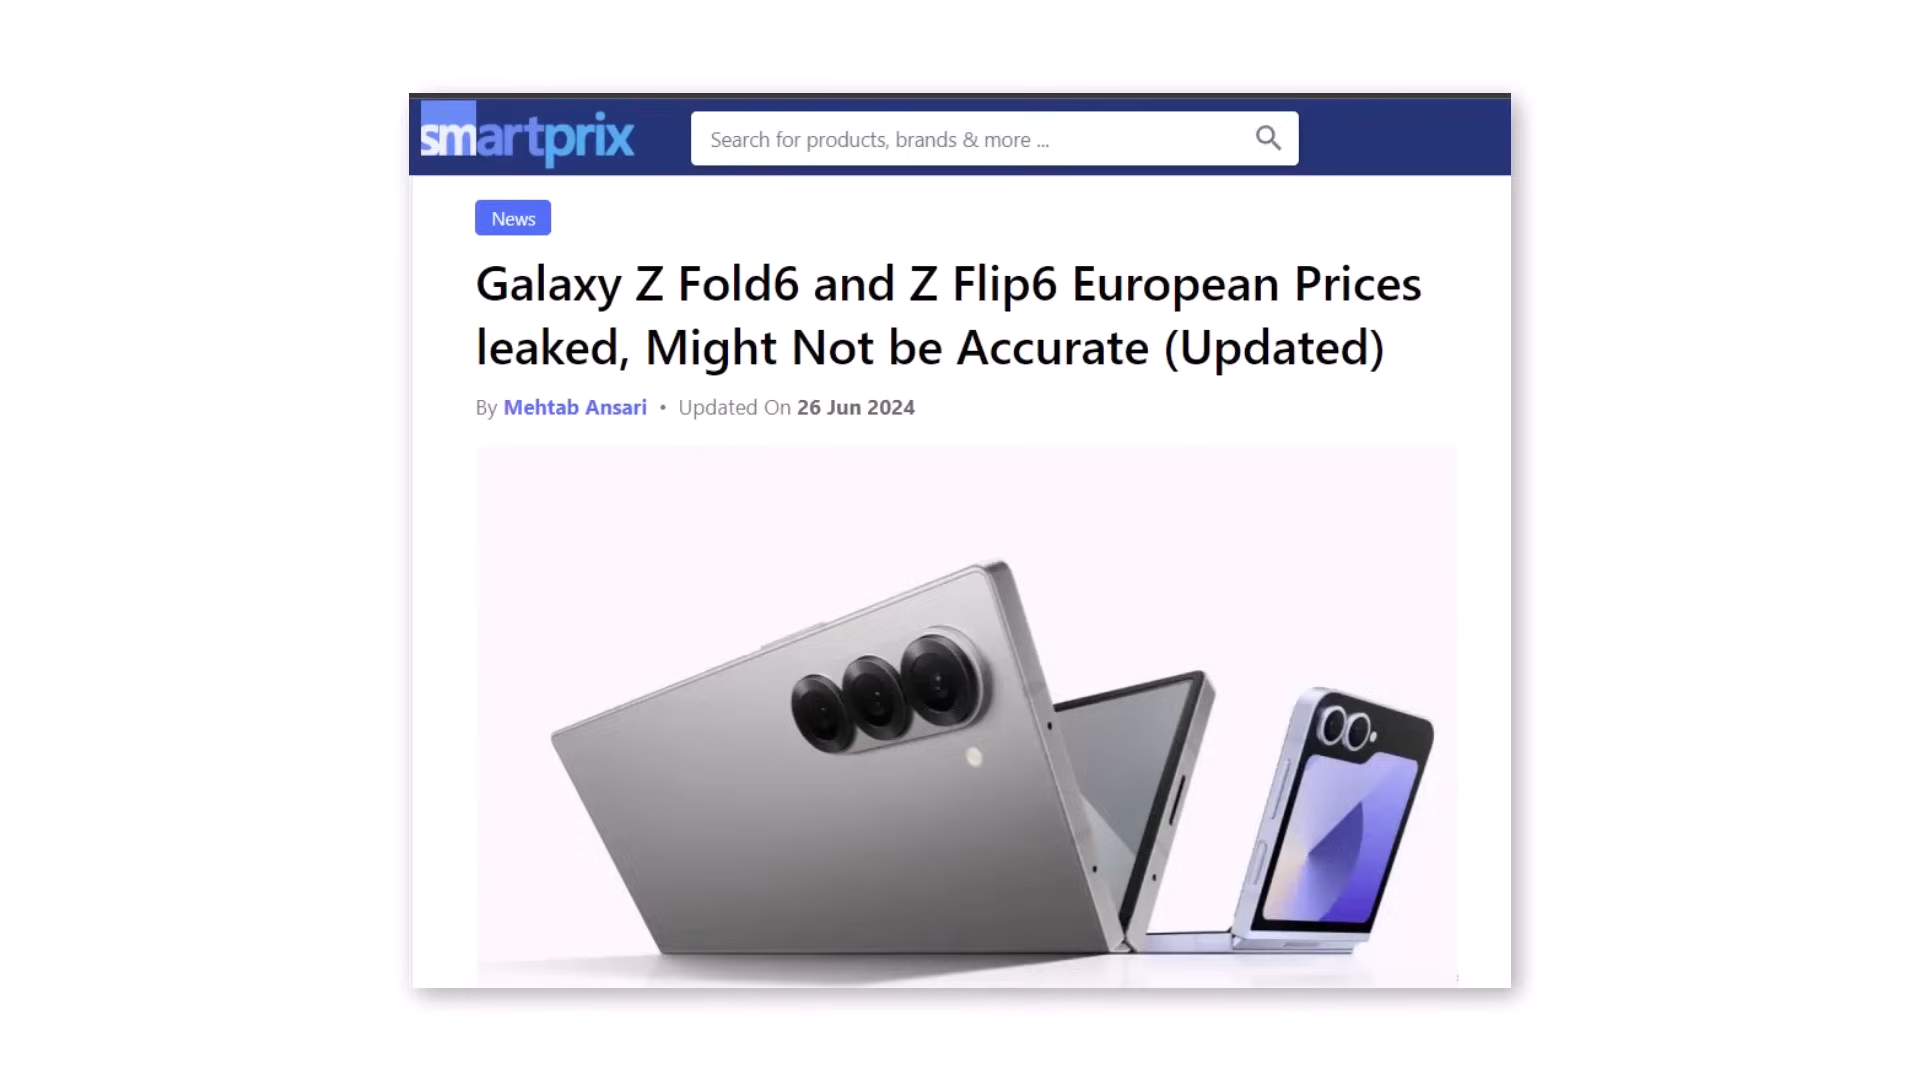 smartprix
Search for products, brands & more ...
News
Galaxy Z Fold6 and Z Flip6 European Prices
leaked, Might Not be Accurate (Updated)
By Mehtab Ansari • Updated On 26 Jun 2024